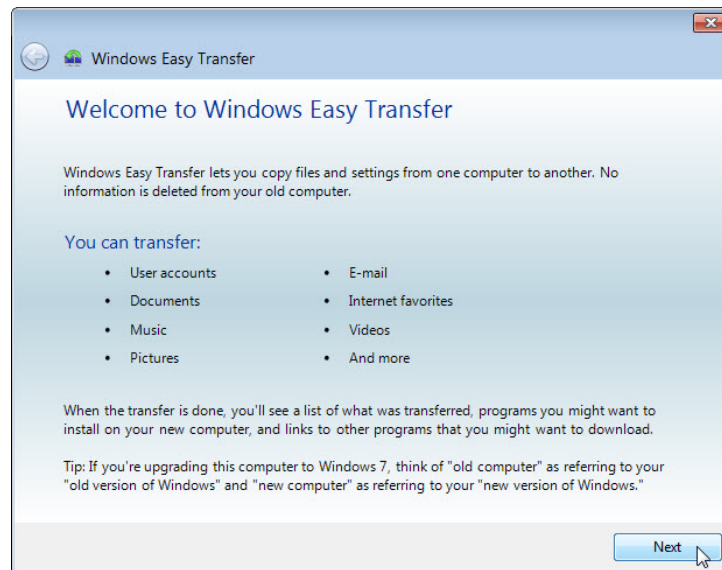 Windows Easy Transfer
Welcome to Windows Easy Transfer
Windows Easy Transfer lets you copy files and settings from one computer to another. No
information is deleted from your old computer.
You can transfer:
• User accounts
• E-mail
• Documents
• Internet favorites
• Music
• Videos
• Pictures
• And more
When the transfer is done, you'll see a list of what was transferred, programs you might want to
install on your new computer, and links to other programs that you might want to download.
Tip: If you're upgrading this computer to Windows 7, think of "old computer" as referring to your
"old version of Windows" and "new computer" as referring to your "new version of Windows."
Next